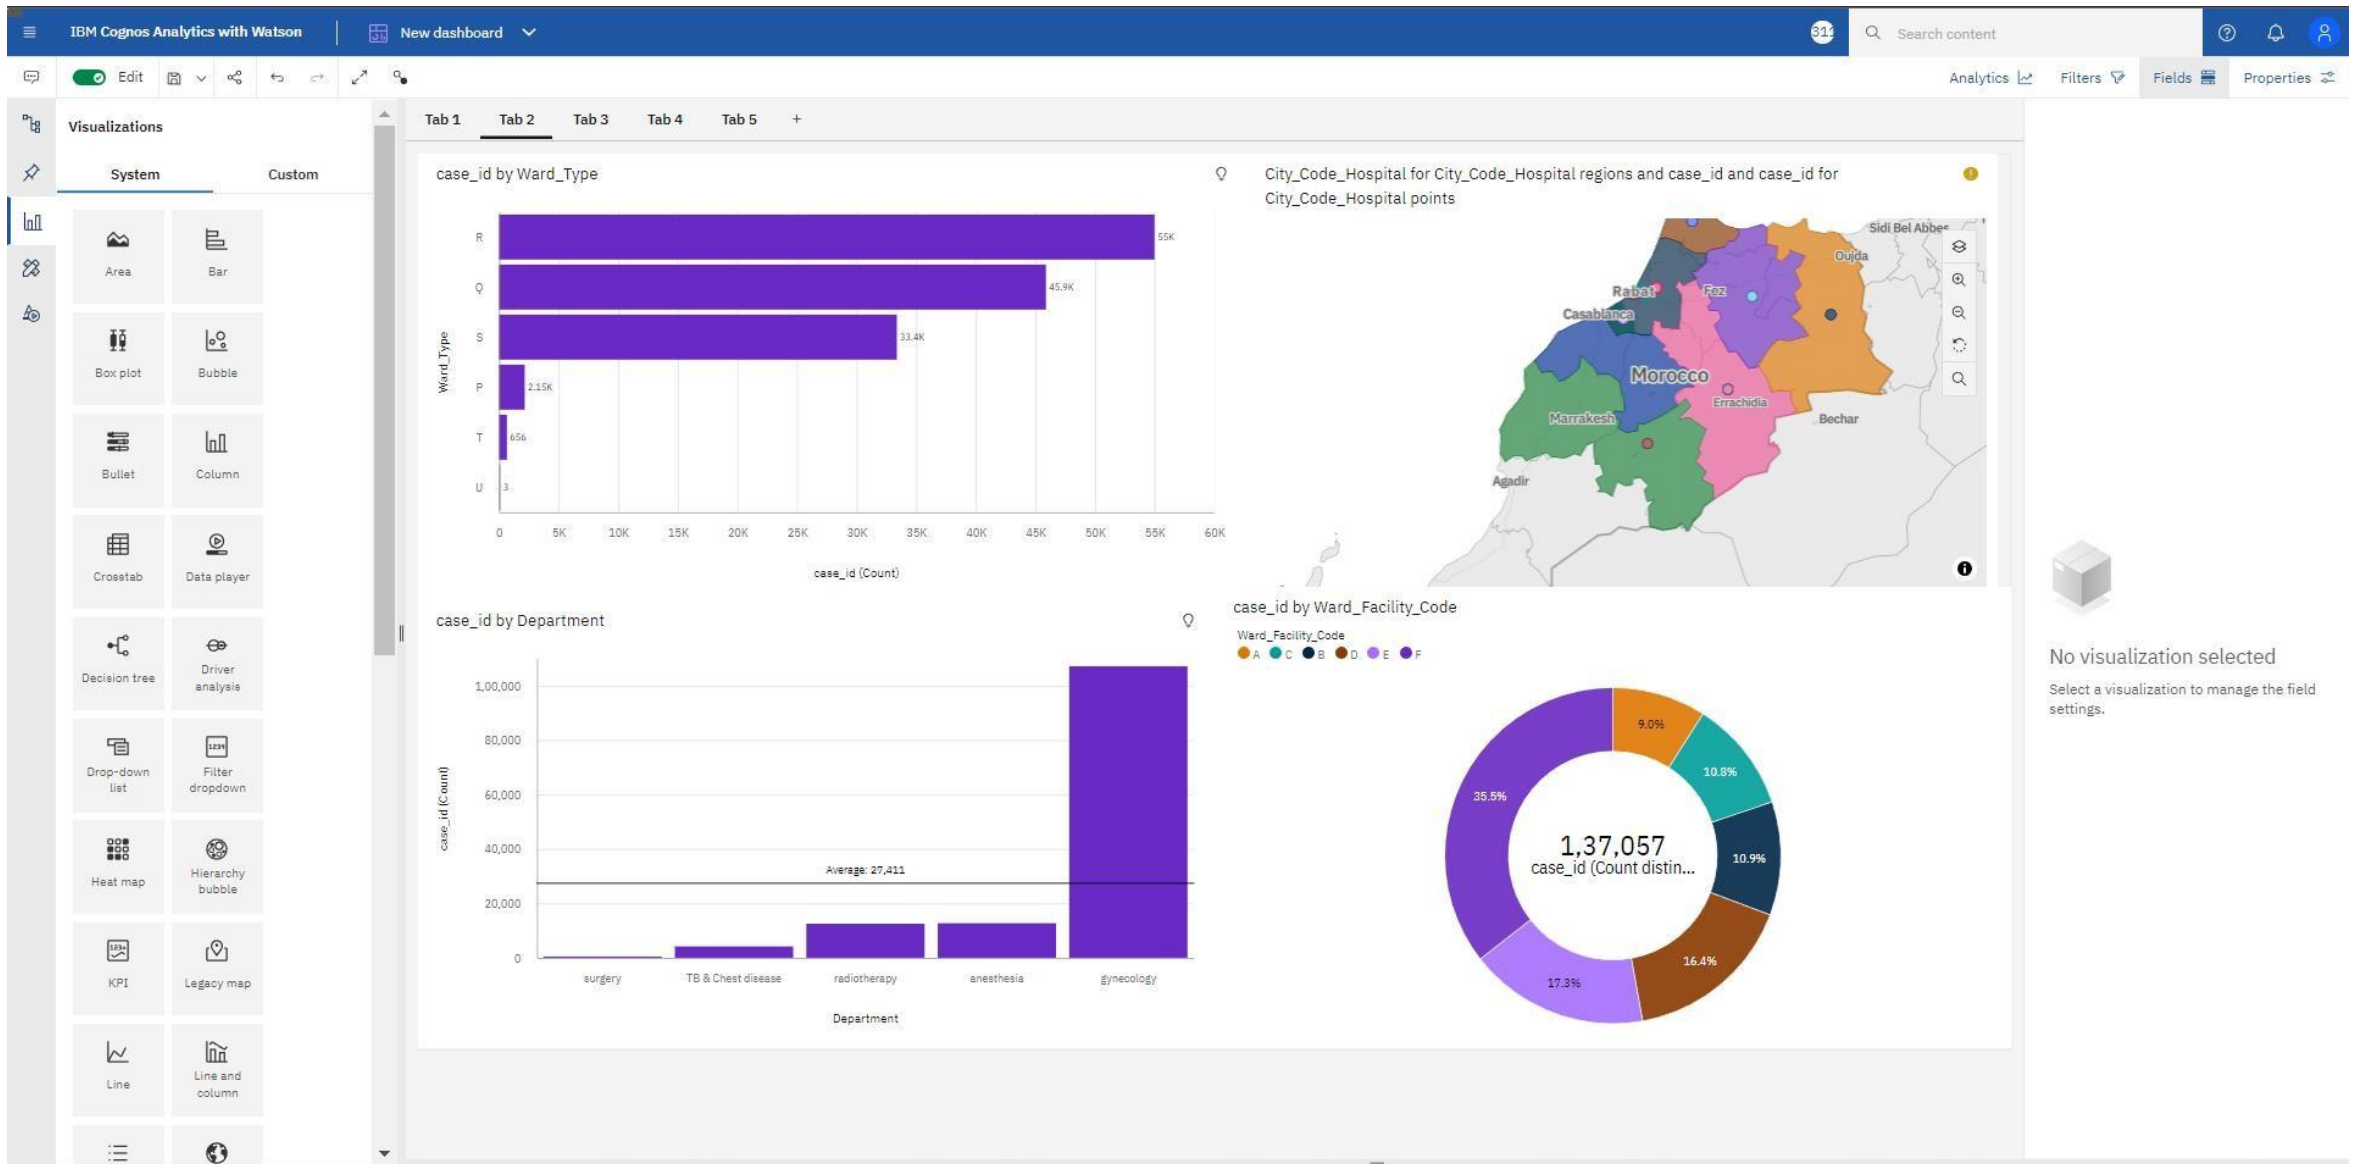 IBM Cognos Analytics with Watson
New dashboard
Search content
Edit
Analytics
Filters
Fields
Properties
Visualizations
System
Custom
Area
Bar
Box plot
Bubble
Bullet
Column
Crosstab
Data player
Decision tree
Driver
analysis
Drop-down
list
Filter
dropdown
Heat map
Hierarchy
bubble
KPI
Legacy map
Line
Line and
column
Tab 1
Tab 2
Tab 3
Tab 4
Tab 5
+
case_id by Ward_Type
Ward_Type
R
55K
Q
45.9K
S
33.4K
P
2.15K
T
656
U
3
0
5K
10K
15K
20K
25K
30K
35K
40K
45K
50K
55K
60K
case_id (Count)
City_Code_Hospital for City_Code_Hospital regions and case_id and case_id for
City_Code_Hospital points
Sidi Bel Abbes
Oujda
Rabat
Fez
Casablanca
Morocco
Errachidia
Marrakesh
Bechar
Agadir
case_id by Department
case_id (Count)
1,00,000
80,000
60,000
40,000
20,000
0
Average: 27,411
surgery
TB & Chest disease
radiotherapy
anesthesia
gynecology
Department
case_id by Ward_Facility_Code
Ward_Facility_Code
A
C
B
D
E
F
9.0%
10.8%
10.9%
16.4%
17.3%
35.5%
1,37,057
case_id (Count distin...
No visualization selected
Select a visualization to manage the field
settings.